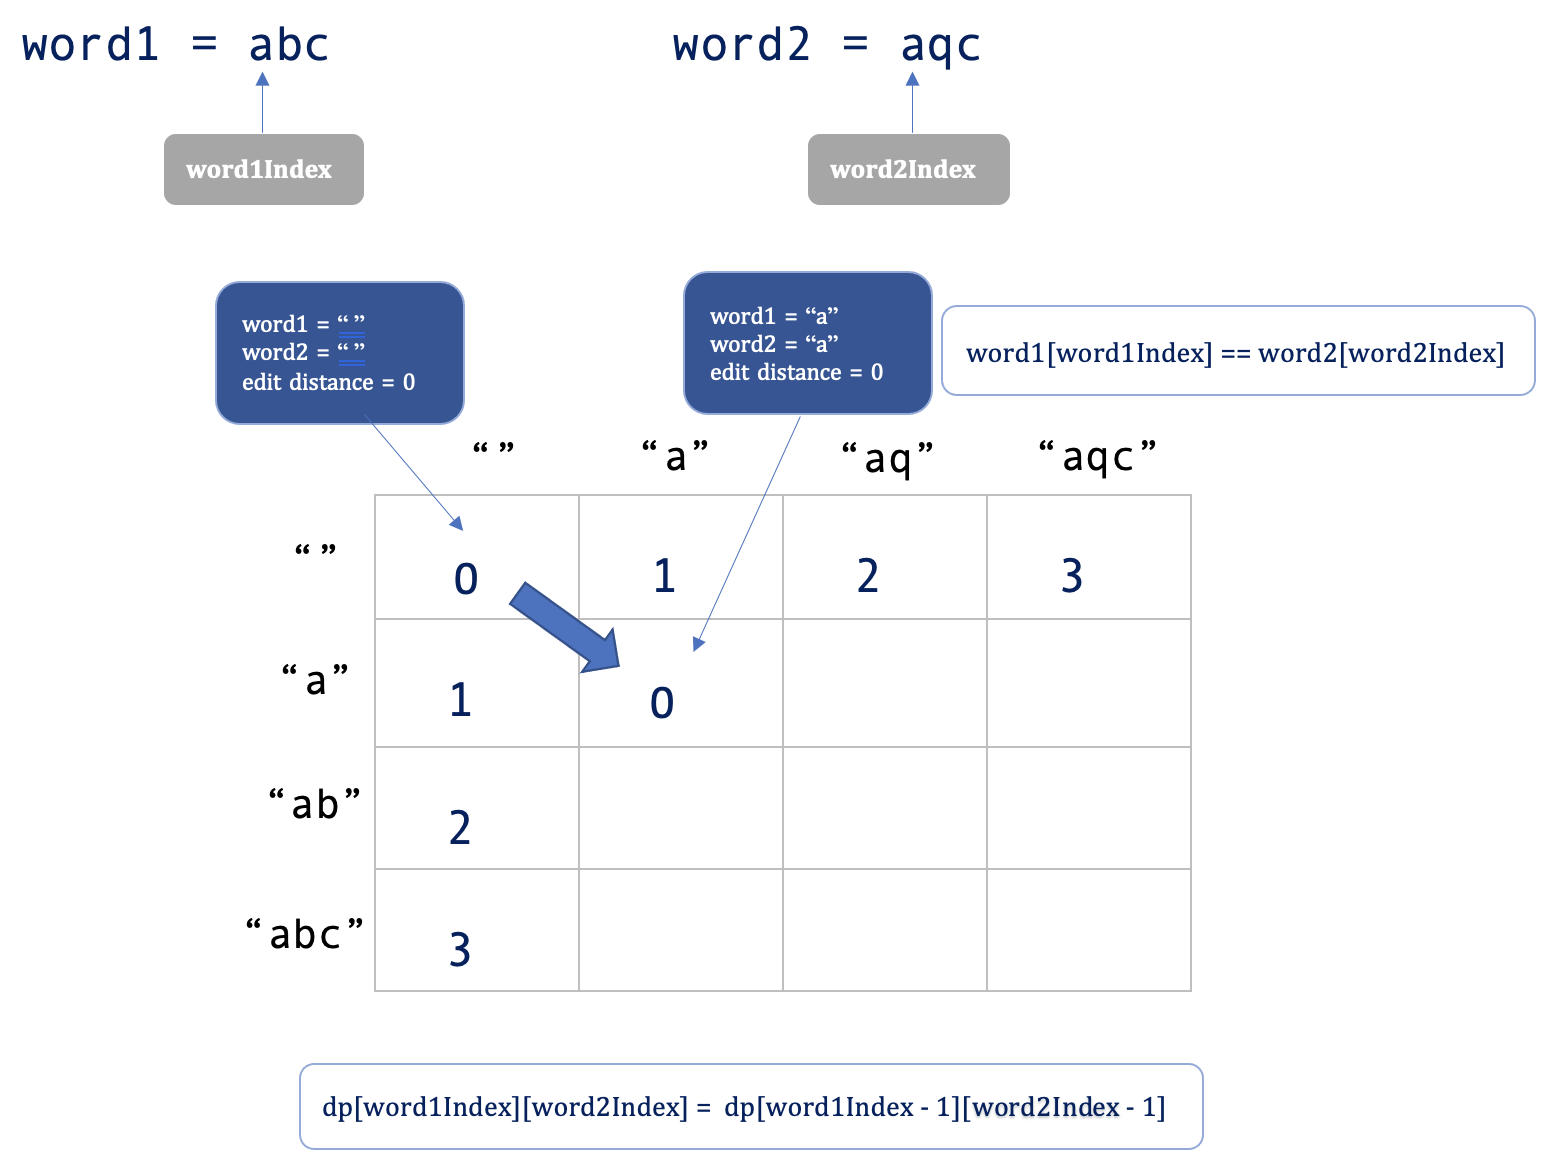 word1 = abc
word2 = aqc
word1Index
word2Index
word1 = “ ”
word2 = “ ”
edit distance = 0
word1 = “a”
word2 = “a”
edit distance = 0
word1[word1Index] == word2[word2Index]
“” “a” “aq” “aqc”
“” 0 1 2 3
“a” 1 0
“ab” 2
“abc” 3
dp[word1Index][word2Index] = dp[word1Index - 1][word2Index - 1]